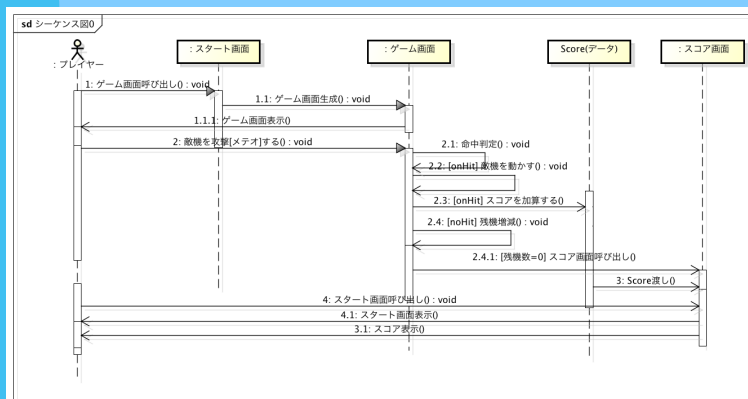 sd シーケンス図0
: プレイヤー
: スタート画面
: ゲーム画面
Score(データ)
: スコア画面
1: ゲーム画面呼び出し() : void
1.1: ゲーム画面生成() : void
1.1.1: ゲーム画面表示()
2: 敵機を攻撃[メテオ]する() : void
2.1: 命中判定() : void
2.2: [onHit] 敵機を動かす() : void
2.3: [onHit] スコアを加算する()
2.4: [noHit] 残機増減() : void
2.4.1: [残機数=0] スコア画面呼び出し()
3: Score渡し()
4: スタート画面呼び出し() : void
4.1: スタート画面表示()
3.1: スコア表示()